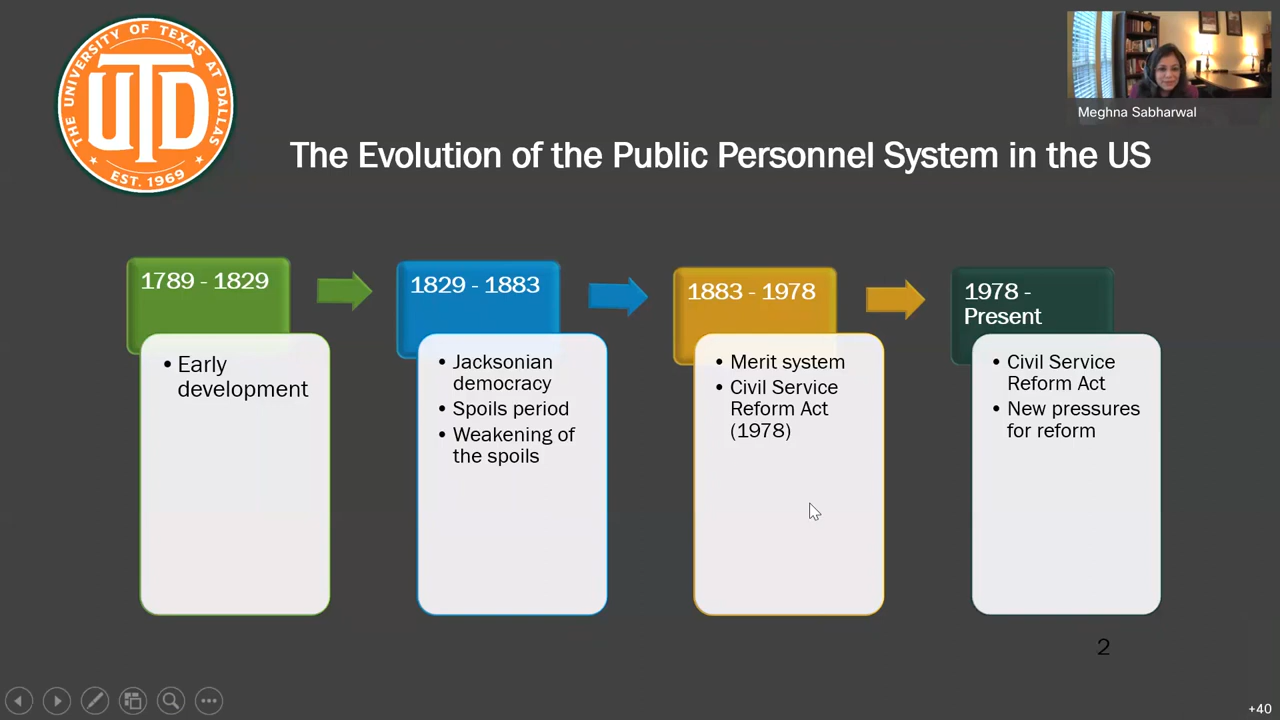 THE UNIVERSITY OF TEXAS AT DALLAS
UTD
EST. 1969
Meghna Sabharwal
The Evolution of the Public Personnel System in the US
1789 - 1829
• Early
development
1829 - 1883
• Jacksonian
democracy
• Spoils period
• Weakening of
the spoils
1883 - 1978
• Merit system
• Civil Service
Reform Act
(1978)
1978 -
Present
• Civil Service
Reform Act
• New pressures
for reform
2
+40